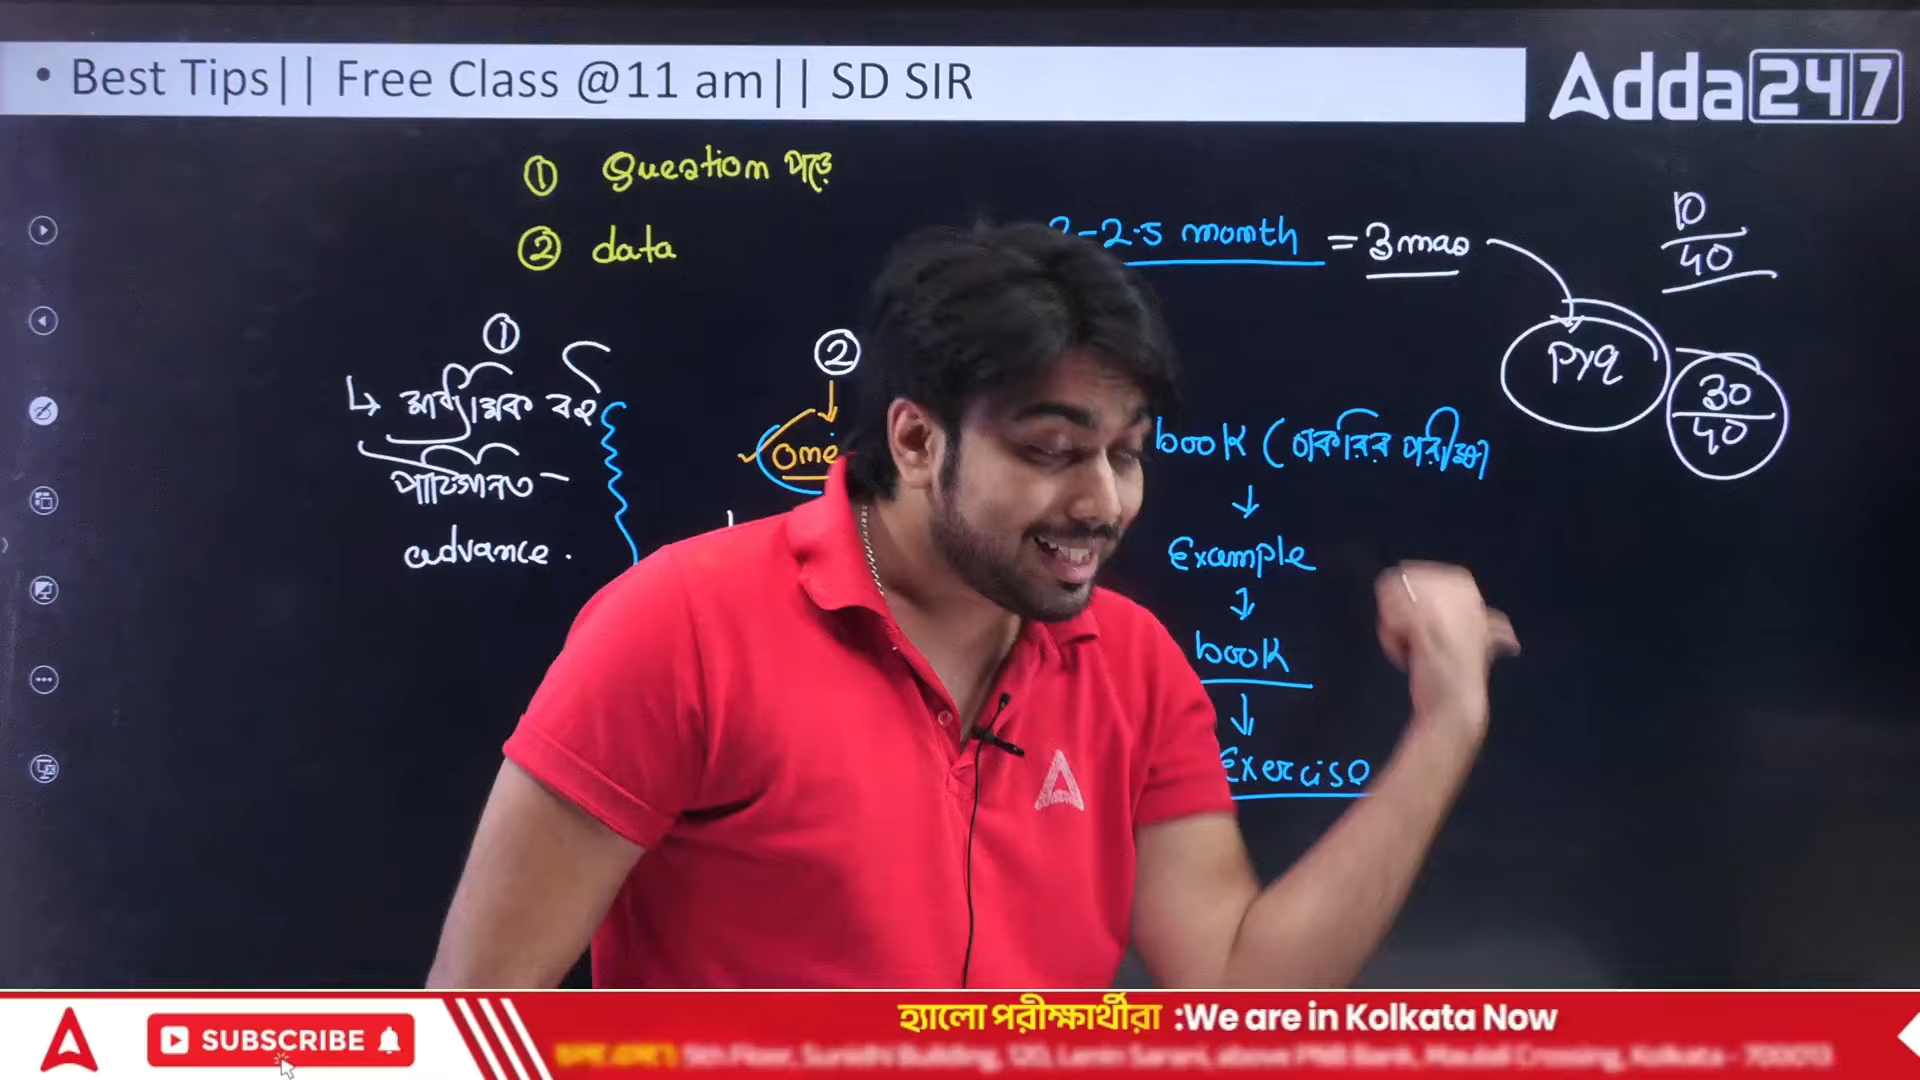 • Best Tips|| Free Class @11 am|| SD SIR
Adda247
① Question পড়ে
② data
2-2.5 month = 3 mas
10/40
PYQ
30/40
①
↳ মাধ্যমিক বই
পাটিগনিত
advance.
②
book (চাকরির পরীক্ষা
↓
Example
↓
book
↓
Exercise
SUBSCRIBE
হ্যালো পরীক্ষার্থীরা :We are in Kolkata Now